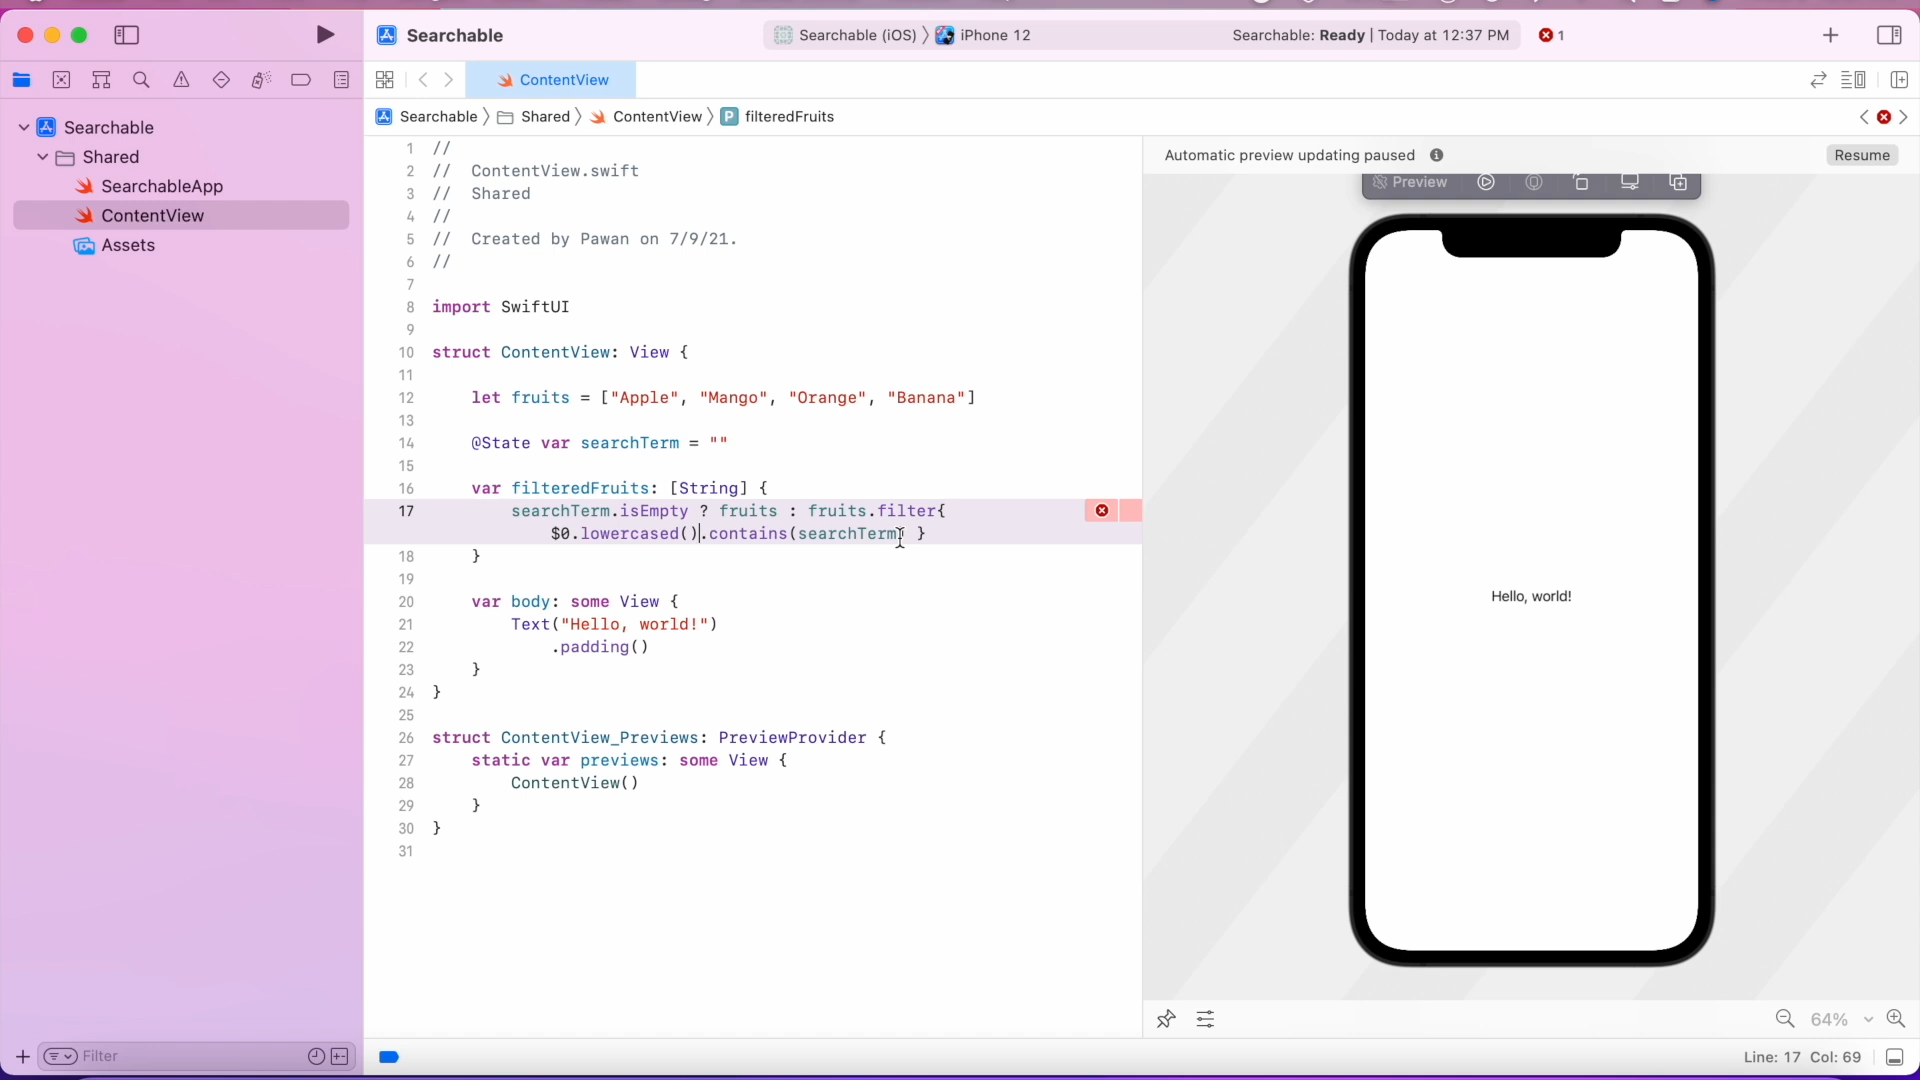 Searchable
Searchable (iOS) 〉 iPhone 12
Searchable: Ready | Today at 12:37 PM
1
ContentView
Searchable 〉 Shared 〉 ContentView 〉 P filteredFruits
Searchable
Shared
SearchableApp
ContentView
Assets
1 //
2 //  ContentView.swift
3 //  Shared
4 //
5 //  Created by Pawan on 7/9/21.
6 //
7
8 import SwiftUI
9
10 struct ContentView: View {
11
12     let fruits = ["Apple", "Mango", "Orange", "Banana"]
13
14     @State var searchTerm = ""
15
16     var filteredFruits: [String] {
17         searchTerm.isEmpty ? fruits : fruits.filter{
$0.lowercased().contains(searchTerm) }
18     }
19
20     var body: some View {
21         Text("Hello, world!")
22             .padding()
23     }
24 }
25
26 struct ContentView_Previews: PreviewProvider {
27     static var previews: some View {
28         ContentView()
29     }
30 }
31
Automatic preview updating paused
Resume
Preview
Hello, world!
64%
Filter
Line: 17 Col: 69